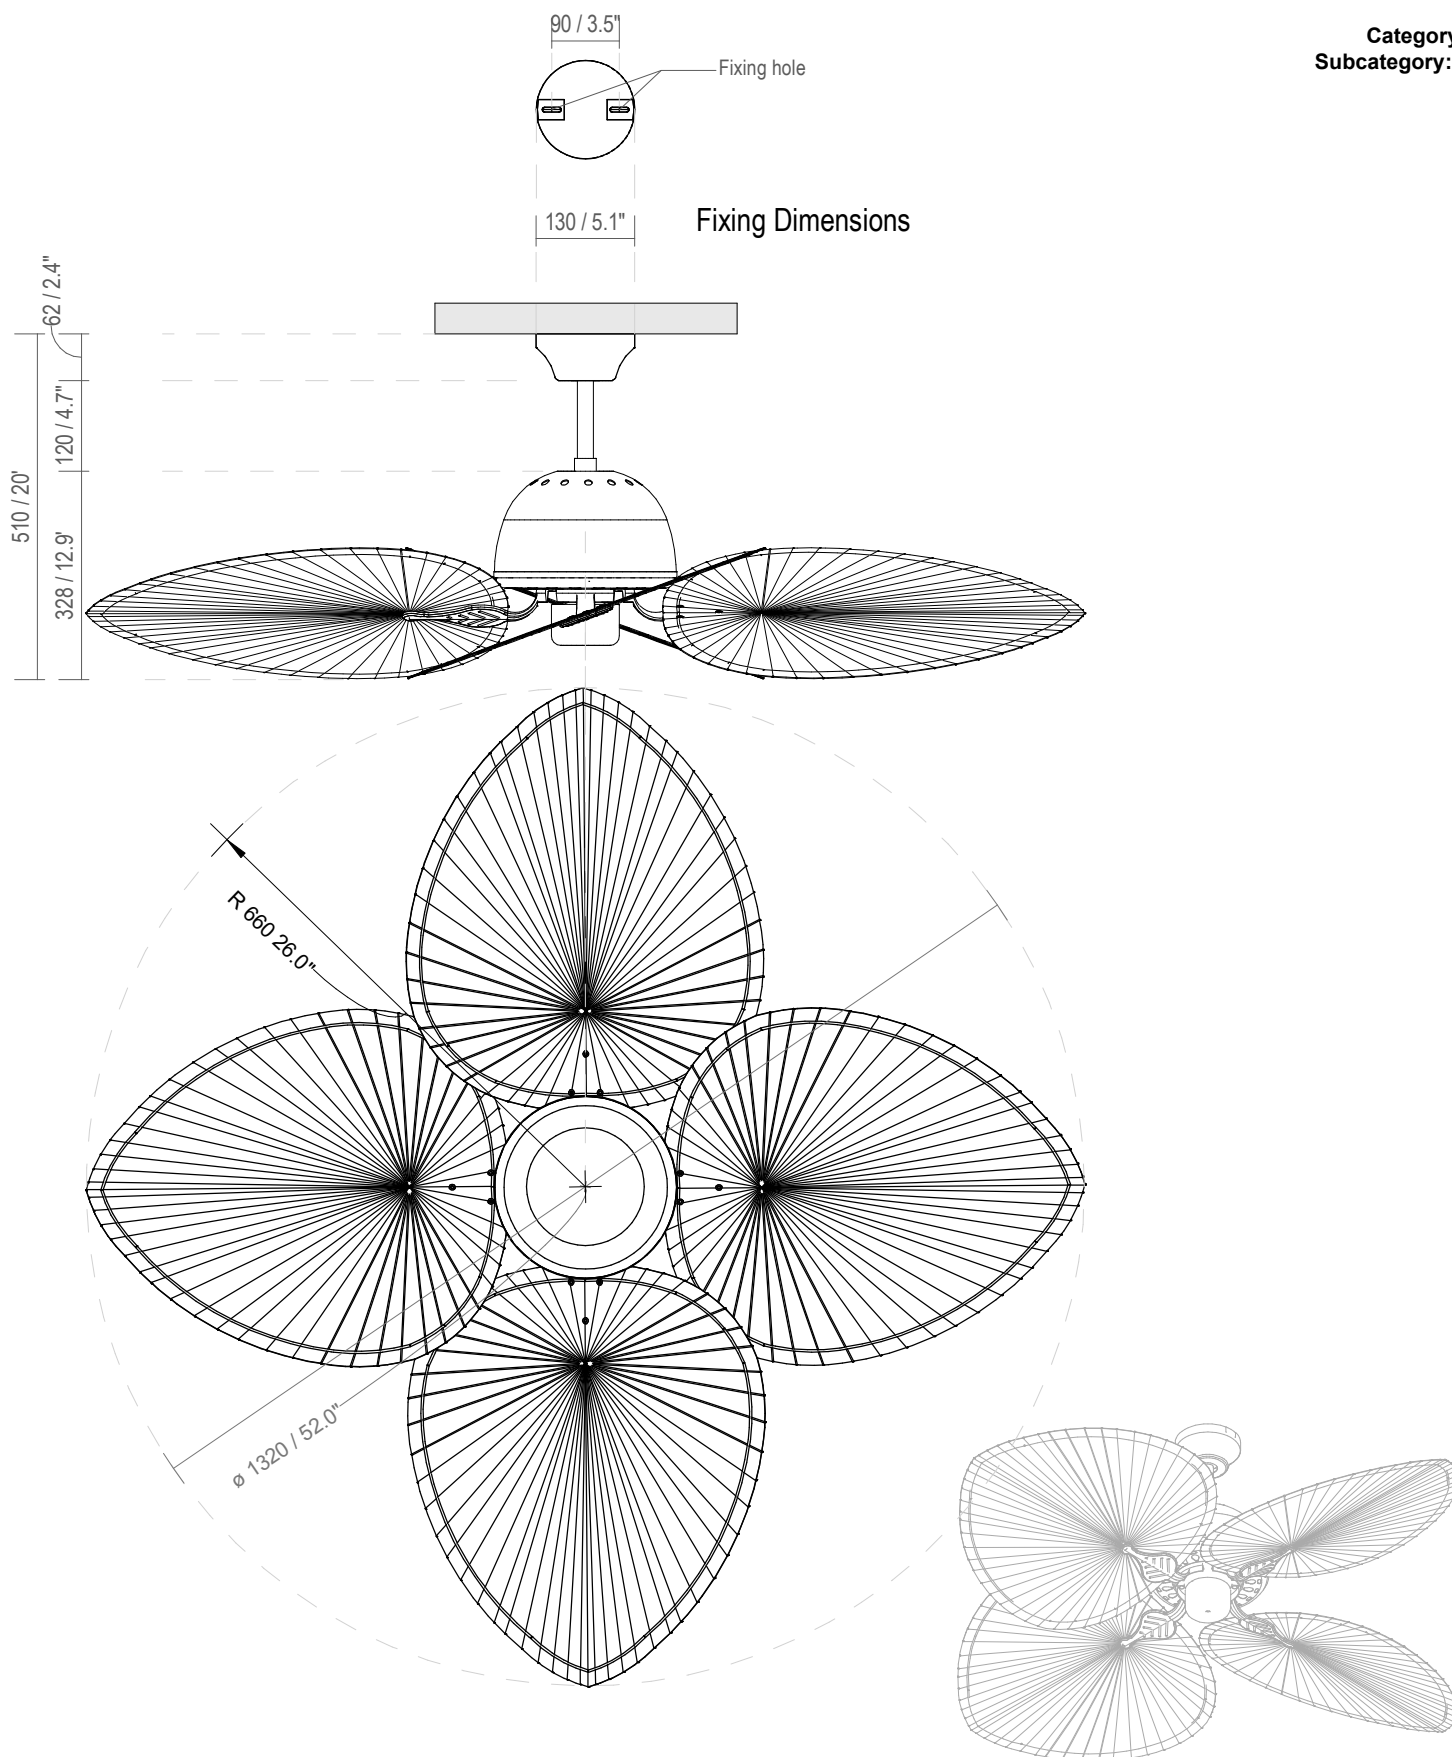 90 / 3.5"
Category
Subcategory:
Fixing hole
130 / 5.1"
Fixing Dimensions
62 / 2.4"
120 / 4.7"
510 / 20'
328 / 12.9'
R 660 26.0"
ø 1320 / 52.0"